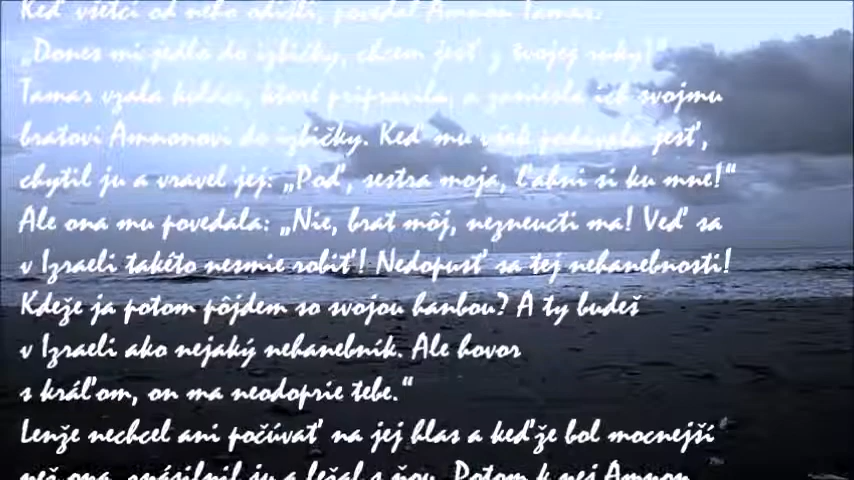 Keď všetci od neho odišli, povedal Amnon Tamar:
„Dones mi jedlo do izbičky, chcem jesť z tvojej ruky!“
Tamar vzala koláče, ktoré pripravila, a zaniesla ich svojmu
bratovi Amnonovi do izbičky. Keď mu však podávala jesť,
chytil ju a vravel jej: „Poď, sestra moja, ľahni si ku mne!“
Ale ona mu povedala: „Nie, brat môj, nezneucti ma! Veď sa
v Izraeli takéto nesmie robiť! Nedopusť sa tej nehanebnosti!
Kdeže ja potom pôjdem so svojou hanbou? A ty budeš
v Izraeli ako nejaký nehanebník. Ale hovor
s kráľom, on ma neodoprie tebe.“
Lenže nechcel ani počúvať na jej hlas a keďže bol mocnejší
než ona, znásilnil ju a ležal s ňou. Potom k nej Amnon